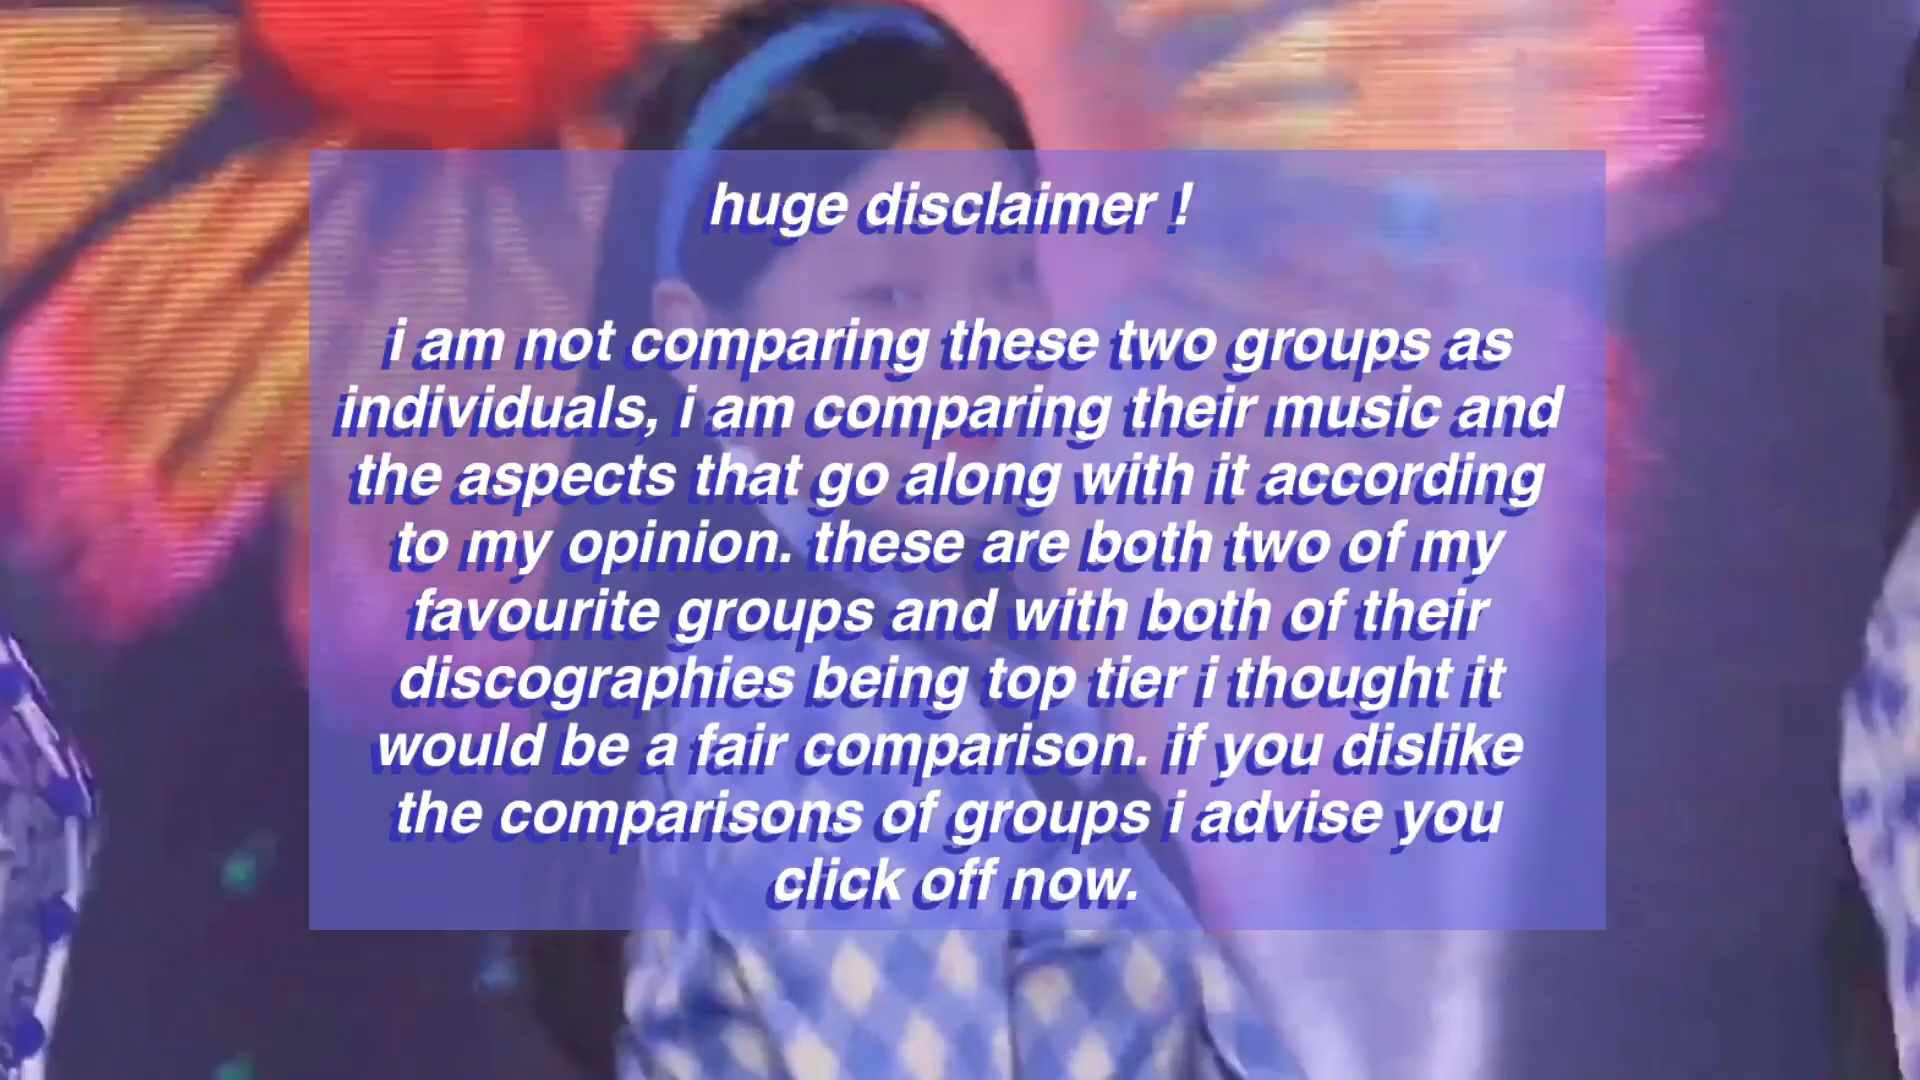 huge disclaimer !
i am not comparing these two groups as
individuals, i am comparing their music and
the aspects that go along with it according
to my opinion. these are both two of my
favourite groups and with both of their
discographies being top tier i thought it
would be a fair comparison. if you dislike
the comparisons of groups i advise you
click off now.